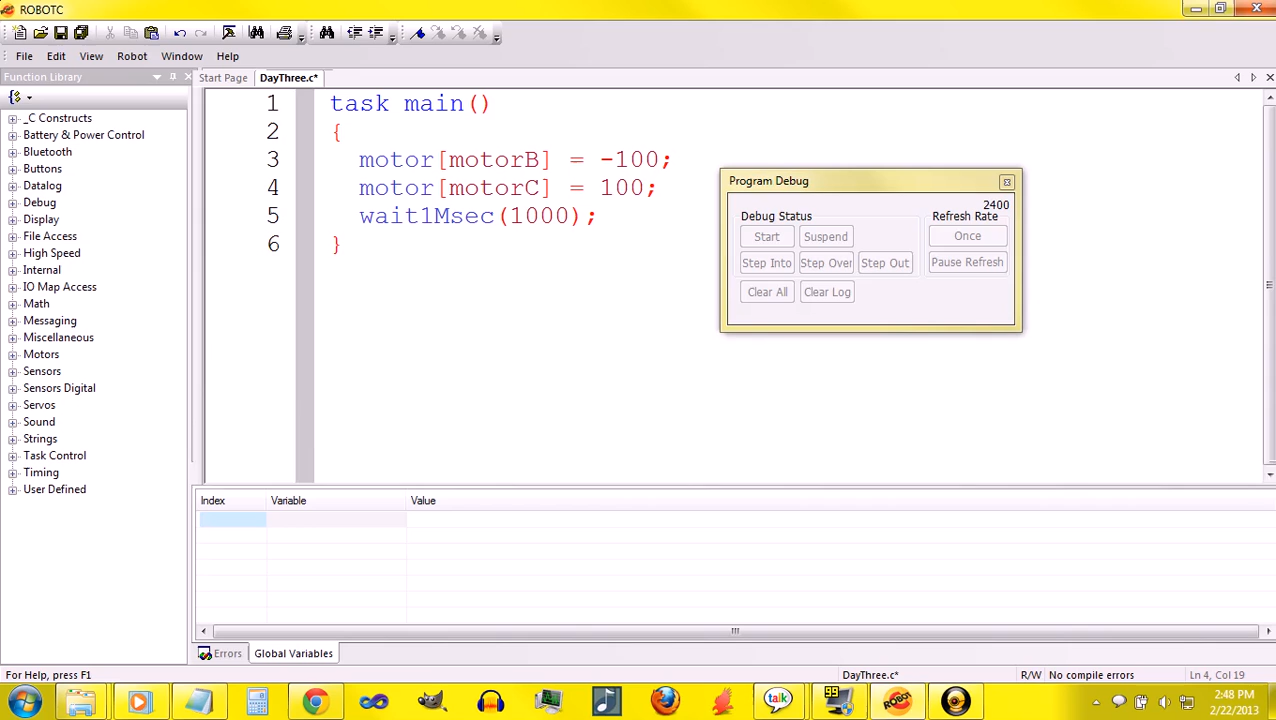 ROBOTC
File Edit View Robot Window Help
Function Library
Start Page DayThree.c*
_C Constructs
Battery & Power Control
Bluetooth
Buttons
Datalog
Debug
Display
File Access
High Speed
Internal
IO Map Access
Math
Messaging
Miscellaneous
Motors
Sensors
Sensors Digital
Servos
Sound
Strings
Task Control
Timing
User Defined
1 task main()
2 {
3 motor[motorB] = -100;
4 motor[motorC] = 100;
5 wait1Msec(1000);
6 }
Program Debug
2400
Debug Status Refresh Rate
Start Suspend Once
Step Into Step Over Step Out Pause Refresh
Clear All Clear Log
Index Variable Value
Errors Global Variables
For Help, press F1 DayThree.c* R/W No compile errors Ln 4, Col 19
talk
99
ROBOT
2:48 PM
2/22/2013